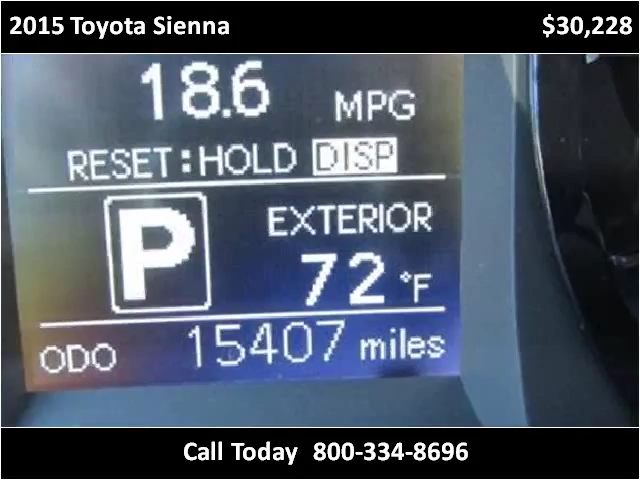 2015 Toyota Sienna $30,228
18.6 MPG
RESET:HOLD DISP
P EXTERIOR
72 °F
ODO 15407 miles
Call Today 800-334-8696